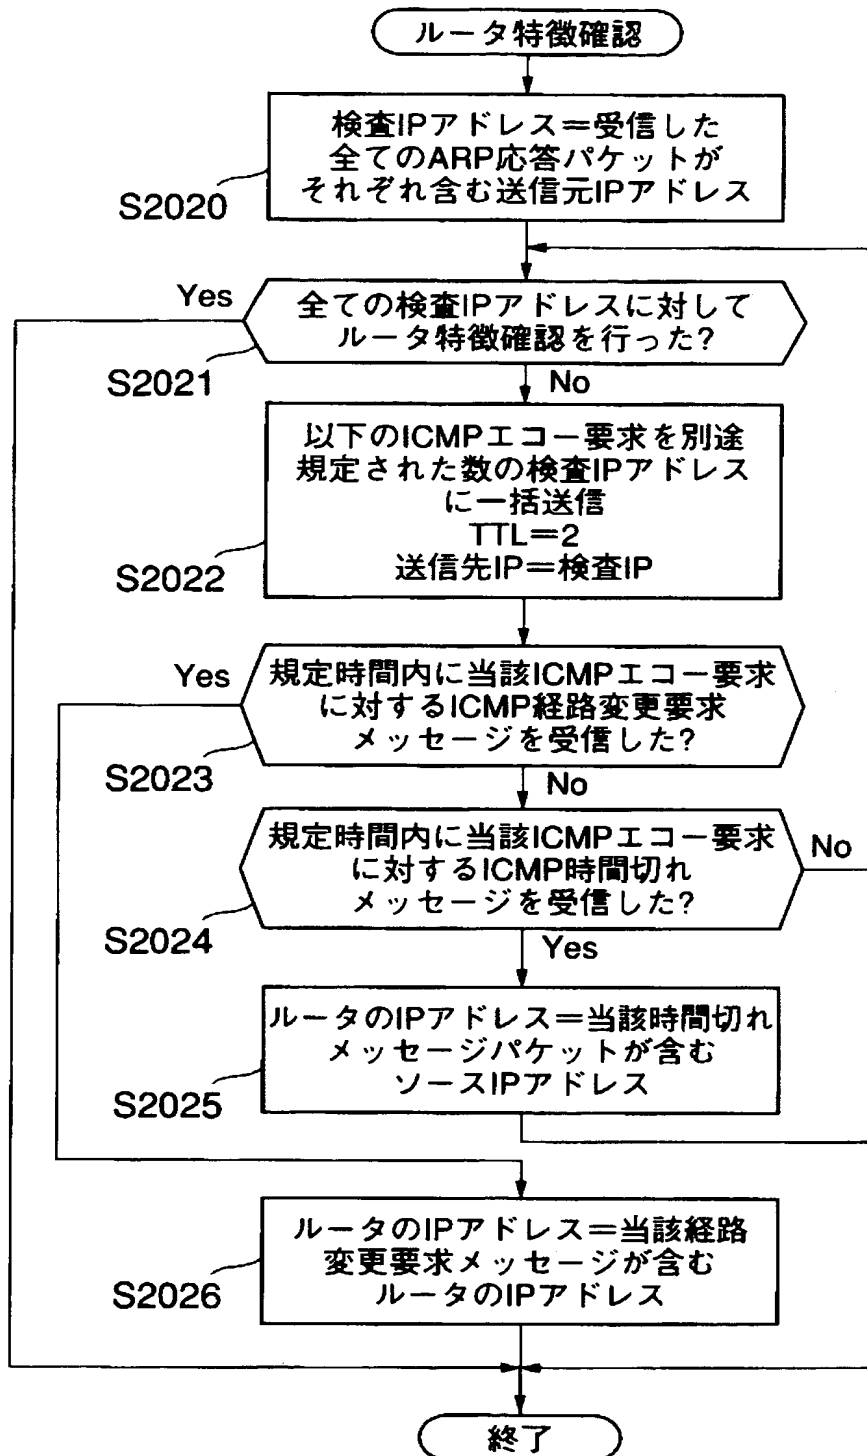 ルータ特徴確認
検査IPアドレス＝受信した
全てのARP応答パケットが
それぞれ含む送信元IPアドレス
S2020
Yes
全ての検査IPアドレスに対して
ルータ特徴確認を行った?
S2021
No
以下のICMPエコー要求を別途
規定された数の検査IPアドレス
に一括送信
TTL＝2
送信先IP＝検査IP
S2022
Yes
規定時間内に当該ICMPエコー要求
に対するICMP経路変更要求
メッセージを受信した?
S2023
No
規定時間内に当該ICMPエコー要求
に対するICMP時間切れ
メッセージを受信した?
No
S2024
Yes
ルータのIPアドレス＝当該時間切れ
メッセージパケットが含む
ソースIPアドレス
S2025
ルータのIPアドレス＝当該経路
変更要求メッセージが含む
ルータのIPアドレス
S2026
終了